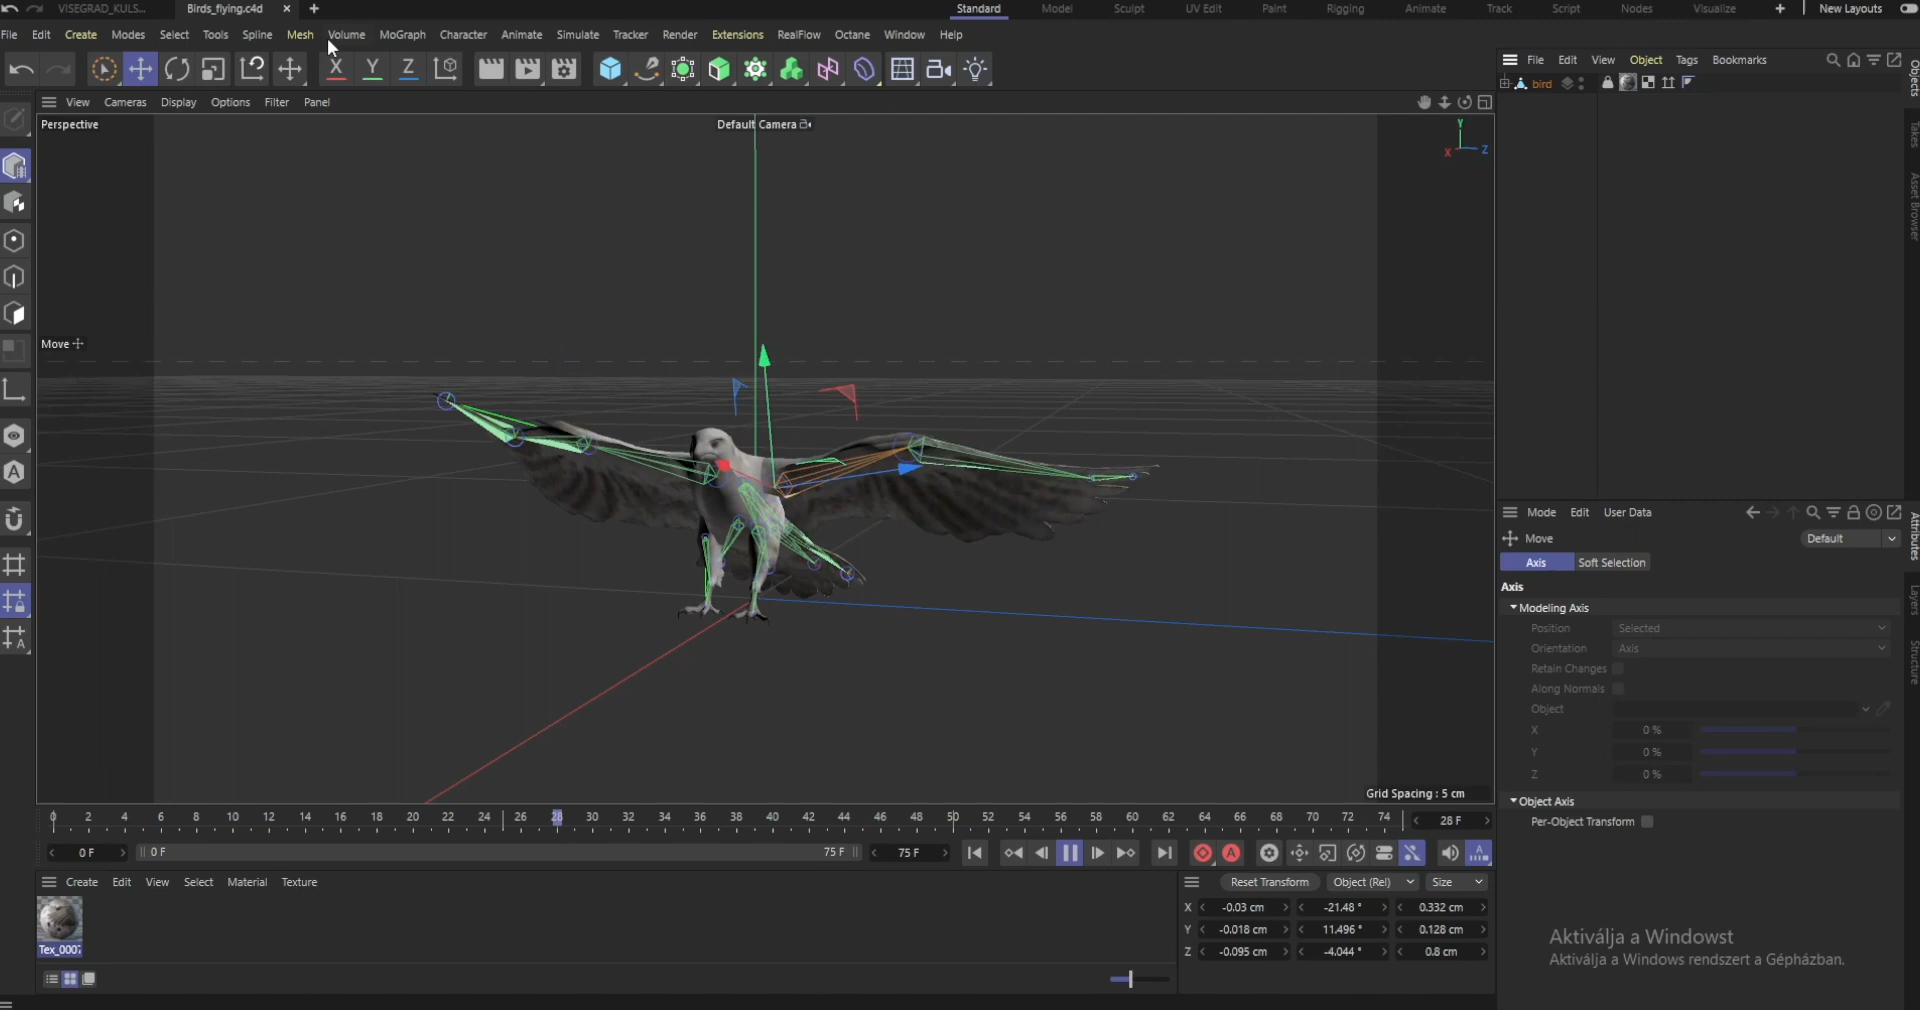 VISEGRAD_KULS...
Birds_flying.c4d
Standard
Model
Sculpt
UV Edit
Paint
Rigging
Animate
Track
Script
Nodes
Visualize
New Layouts
File
Edit
Create
Modes
Select
Tools
Spline
Mesh
Volume
MoGraph
Character
Animate
Simulate
Tracker
Render
Extensions
RealFlow
Octane
Window
Help
X
Y
Z
View
Cameras
Display
Options
Filter
Panel
Perspective
Default Camera
Y
X
Z
Move
Grid Spacing : 5 cm
File
Edit
View
Object
Tags
Bookmarks
bird
Objects
Takes
Asset Browser
Mode
Edit
User Data
Move
Default
Axis
Soft Selection
Axis
Modeling Axis
Position
Selected
Orientation
Axis
Retain Changes
Along Normals
Object
X
0 %
Y
0 %
Z
0 %
Object Axis
Per-Object Transform
Attributes
Layers
Structure
0 2 4 6 8 10 12 14 16 18 20 22 24 26 28 30 32 34 36 38 40 42 44 46 48 50 52 54 56 58 60 62 64 66 68 70 72 74
28 F
0 F
0 F
75 F
75 F
Create
Edit
View
Select
Material
Texture
Tex_0007
Reset Transform
Object (Rel)
Size
X -0.03 cm -21.48 ° 0.332 cm
Y -0.018 cm 11.496 ° 0.128 cm
Z -0.095 cm -4.044 ° 0.8 cm
Aktiválja a Windowst
Aktiválja a Windows rendszert a Gépházban.